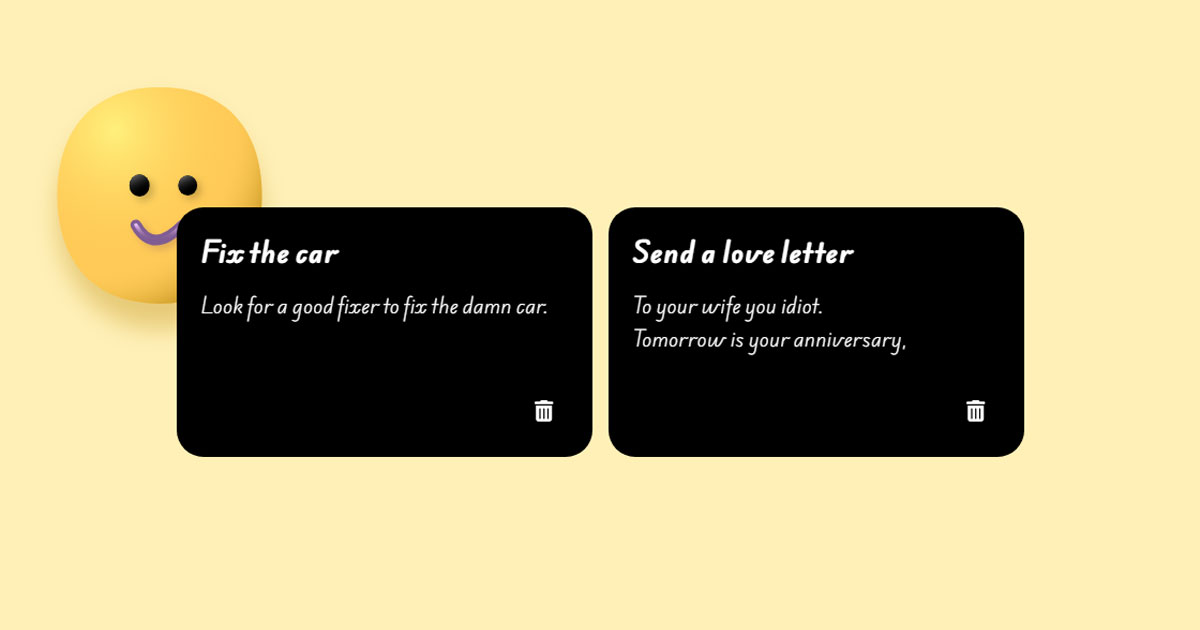 Fix the car
Look for a good fixer to fix the damn car.
Send a love letter
To your wife you idiot.
Tomorrow is your anniversary,